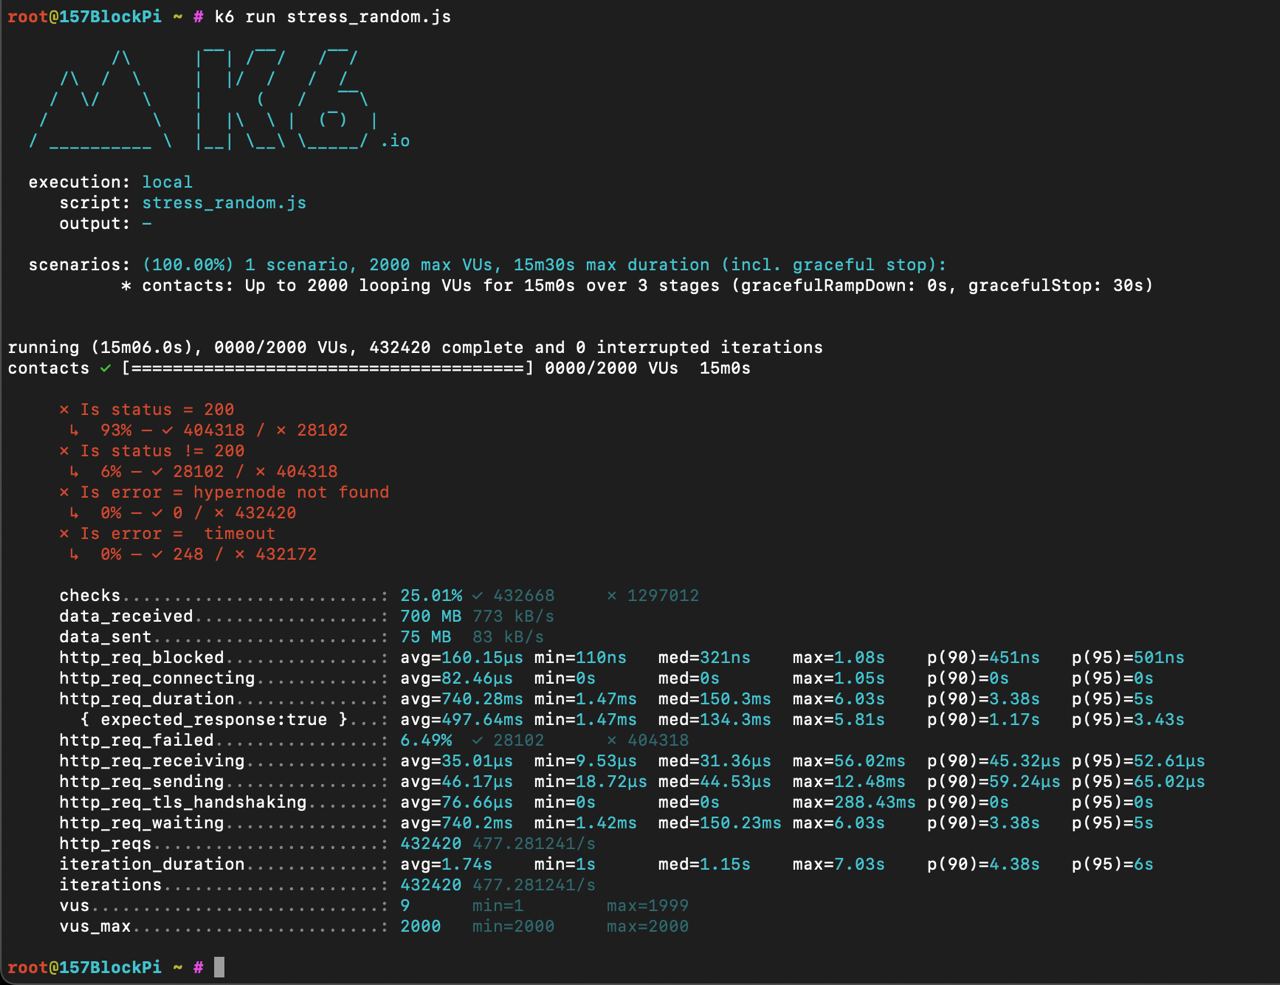 root@157BlockPi ~ # k6 run stress_random.js
          /\      |‾‾| /‾‾/   /‾‾/
     /\  /  \     |  |/  /   /  /
    /  \/    \    |     (   /   ‾‾\
   /          \   |  |\  \ |  (‾)  |
  / __________ \  |__| \__\ \_____/ .io
execution: local
script: stress_random.js
output: -
scenarios: (100.00%) 1 scenario, 2000 max VUs, 15m30s max duration (incl. graceful stop):
* contacts: Up to 2000 looping VUs for 15m0s over 3 stages (gracefulRampDown: 0s, gracefulStop: 30s)
running (15m06.0s), 0000/2000 VUs, 432420 complete and 0 interrupted iterations
contacts ✓ [======================================] 0000/2000 VUs  15m0s
✗ Is status = 200
↳  93% — ✓ 404318 / ✗ 28102
✗ Is status != 200
↳  6% — ✓ 28102 / ✗ 404318
✗ Is error = hypernode not found
↳  0% — ✓ 0 / ✗ 432420
✗ Is error =  timeout
↳  0% — ✓ 248 / ✗ 432172
checks.........................: 25.01% ✓ 432668     ✗ 1297012
data_received..................: 700 MB 773 kB/s
data_sent......................: 75 MB  83 kB/s
http_req_blocked...............: avg=160.15µs min=110ns   med=321ns    max=1.08s    p(90)=451ns   p(95)=501ns
http_req_connecting............: avg=82.46µs  min=0s      med=0s       max=1.05s    p(90)=0s      p(95)=0s
http_req_duration..............: avg=740.28ms min=1.47ms  med=150.3ms  max=6.03s    p(90)=3.38s   p(95)=5s
{ expected_response:true }...: avg=497.64ms min=1.47ms  med=134.3ms  max=5.81s    p(90)=1.17s   p(95)=3.43s
http_req_failed................: 6.49%  ✓ 28102      ✗ 404318
http_req_receiving.............: avg=35.01µs  min=9.53µs  med=31.36µs  max=56.02ms  p(90)=45.32µs p(95)=52.61µs
http_req_sending...............: avg=46.17µs  min=18.72µs med=44.53µs  max=12.48ms  p(90)=59.24µs p(95)=65.02µs
http_req_tls_handshaking.......: avg=76.66µs  min=0s      med=0s       max=288.43ms p(90)=0s      p(95)=0s
http_req_waiting...............: avg=740.2ms  min=1.42ms  med=150.23ms max=6.03s    p(90)=3.38s   p(95)=5s
http_reqs......................: 432420 477.281241/s
iteration_duration.............: avg=1.74s    min=1s      med=1.15s    max=7.03s    p(90)=4.38s   p(95)=6s
iterations.....................: 432420 477.281241/s
vus............................: 9      min=1        max=1999
vus_max........................: 2000   min=2000     max=2000
root@157BlockPi ~ #